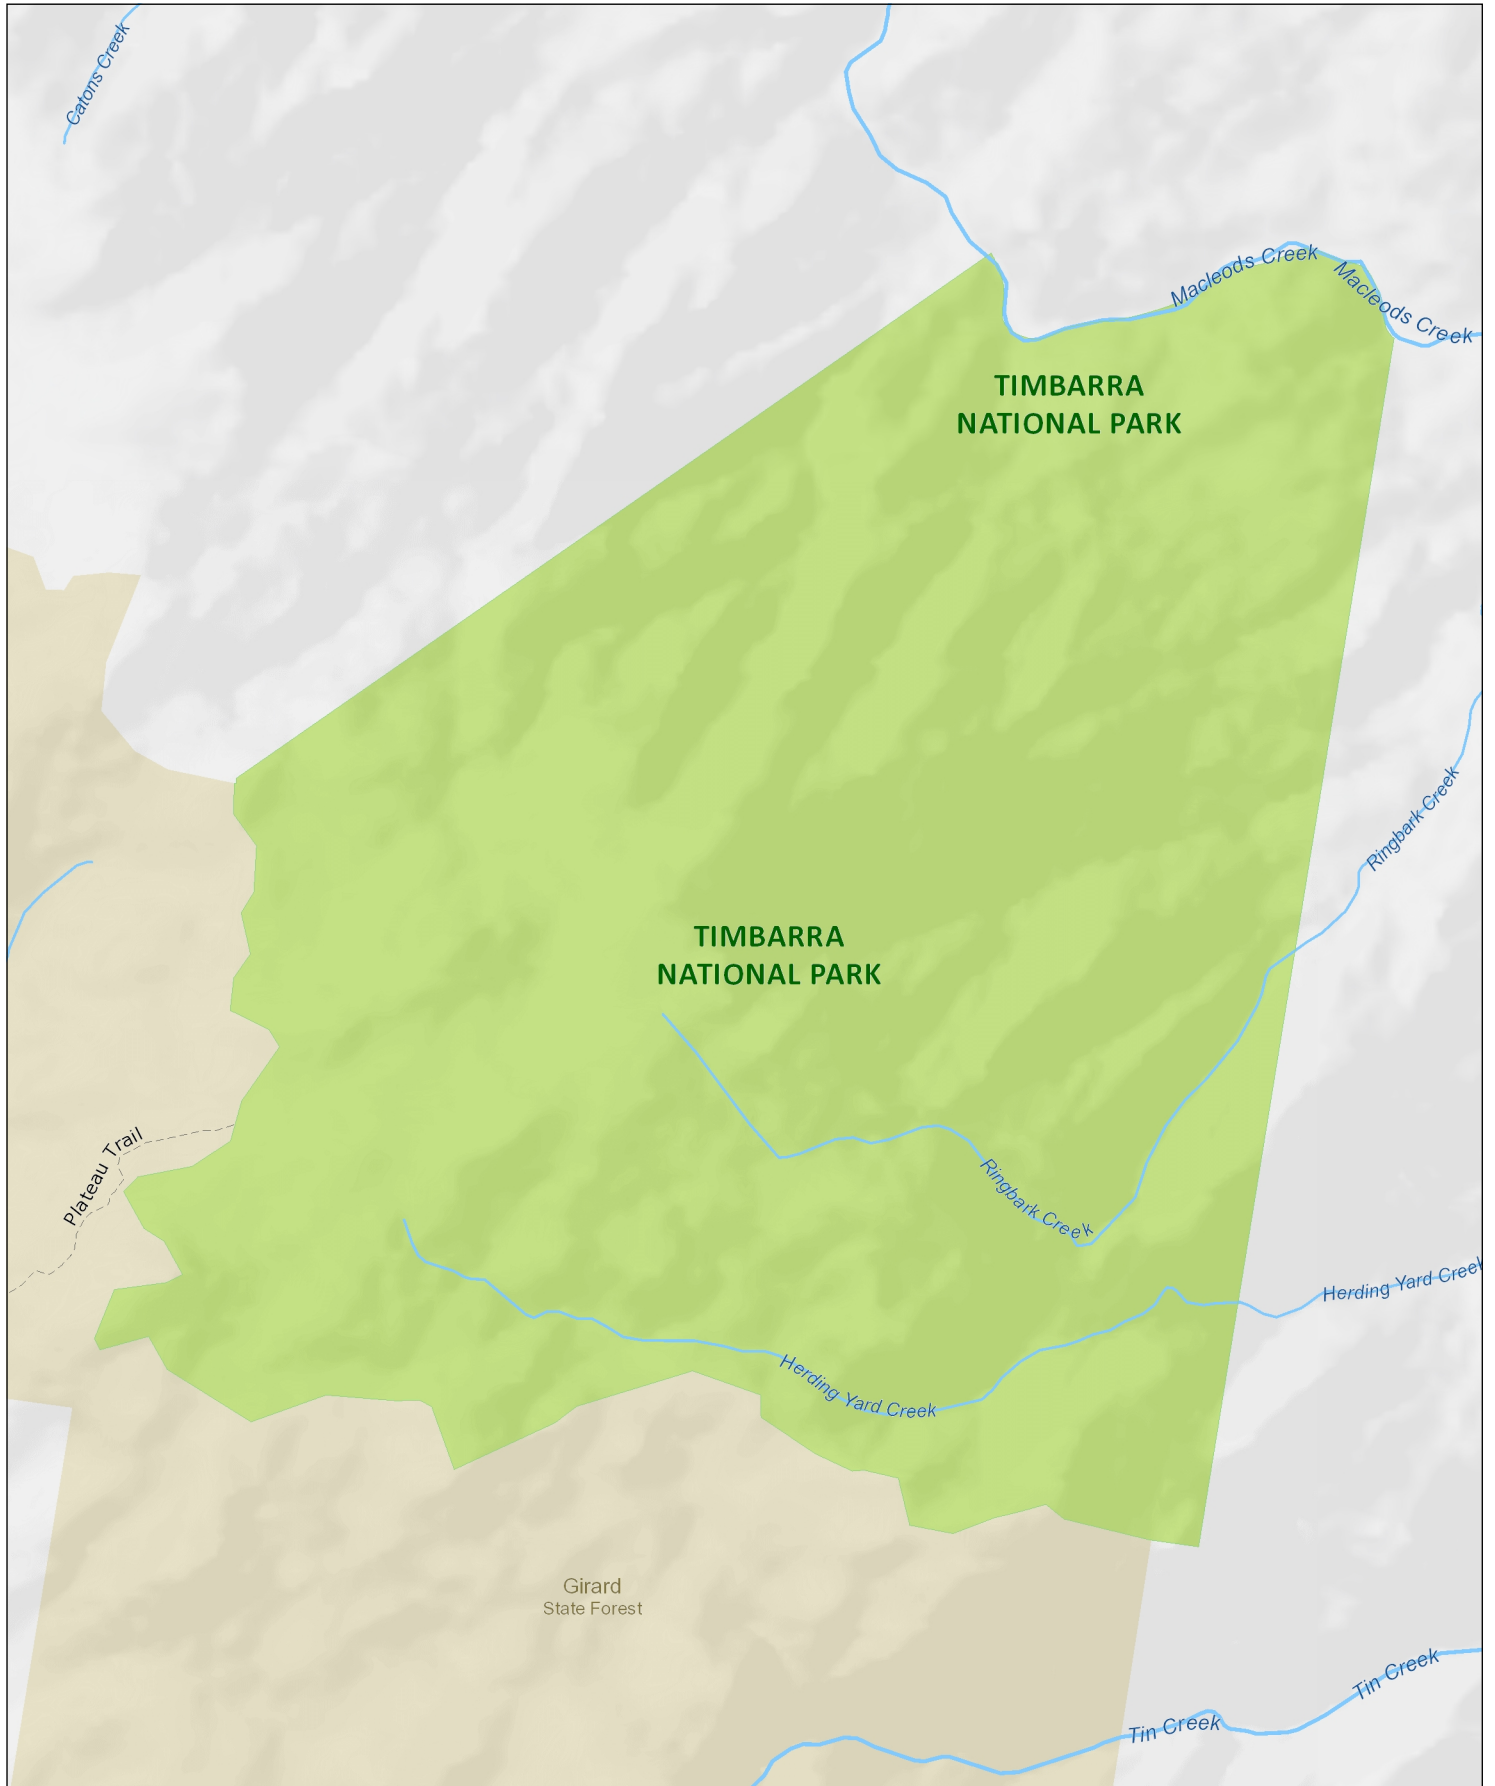 Catons Creek
Macleods Creek
Macleods Creek
TIMBARRA
NATIONAL PARK
Ringbark Creek
TIMBARRA
NATIONAL PARK
Plateau Trail
Ringbark Creek
Herding Yard Creek
Herding Yard Creek
Girard
State Forest
Tin Creek
Tin Creek